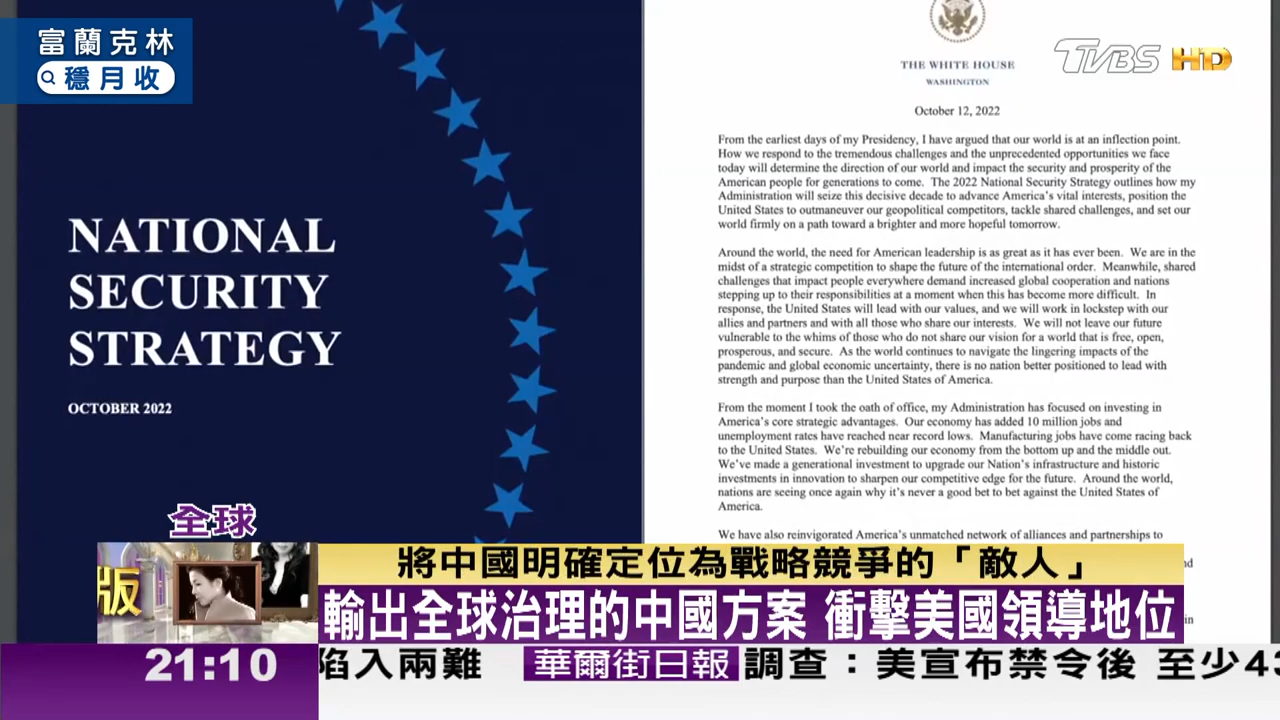 富蘭克林
穩月收
TVBS HD
NATIONAL
SECURITY
STRATEGY
OCTOBER 2022
THE WHITE HOUSE
WASHINGTON
October 12, 2022
From the earliest days of my Presidency, I have argued that our world is at an inflection point.
How we respond to the tremendous challenges and the unprecedented opportunities we face
today will determine the direction of our world and impact the security and prosperity of the
American people for generations to come. The 2022 National Security Strategy outlines how my
Administration will seize this decisive decade to advance America's vital interests, position the
United States to outmaneuver our geopolitical competitors, tackle shared challenges, and set our
world firmly on a path toward a brighter and more hopeful tomorrow.
Around the world, the need for American leadership is as great as it has ever been. We are in the
midst of a strategic competition to shape the future of the international order. Meanwhile, shared
challenges that impact people everywhere demand increased global cooperation and nations
stepping up to their responsibilities at a moment when this has become more difficult. In
response, the United States will lead with our values, and we will work in lockstep with our
allies and partners and with all those who share our interests. We will not leave our future
vulnerable to the whims of those who do not share our vision for a world that is free, open,
prosperous, and secure. As the world continues to navigate the lingering impacts of the
pandemic and global economic uncertainty, there is no nation better positioned to lead with
strength and purpose than the United States of America.
From the moment I took the oath of office, my Administration has focused on investing in
America's core strategic advantages. Our economy has added 10 million jobs and
unemployment rates have reached near record lows. Manufacturing jobs have come racing back
to the United States. We're rebuilding our economy from the bottom up and the middle out.
We've made a generational investment to upgrade our Nation's infrastructure and historic
investments in innovation to sharpen our competitive edge for the future. Around the world,
nations are seeing once again why it's never a good bet to bet against the United States of
America.
We have also reinvigorated America's unmatched network of alliances and partnerships to
全球
版
將中國明確定位為戰略競爭的「敵人」
輸出全球治理的中國方案 衝擊美國領導地位
21:10
陷入兩難 華爾街日報 調查：美宣布禁令後 至少43